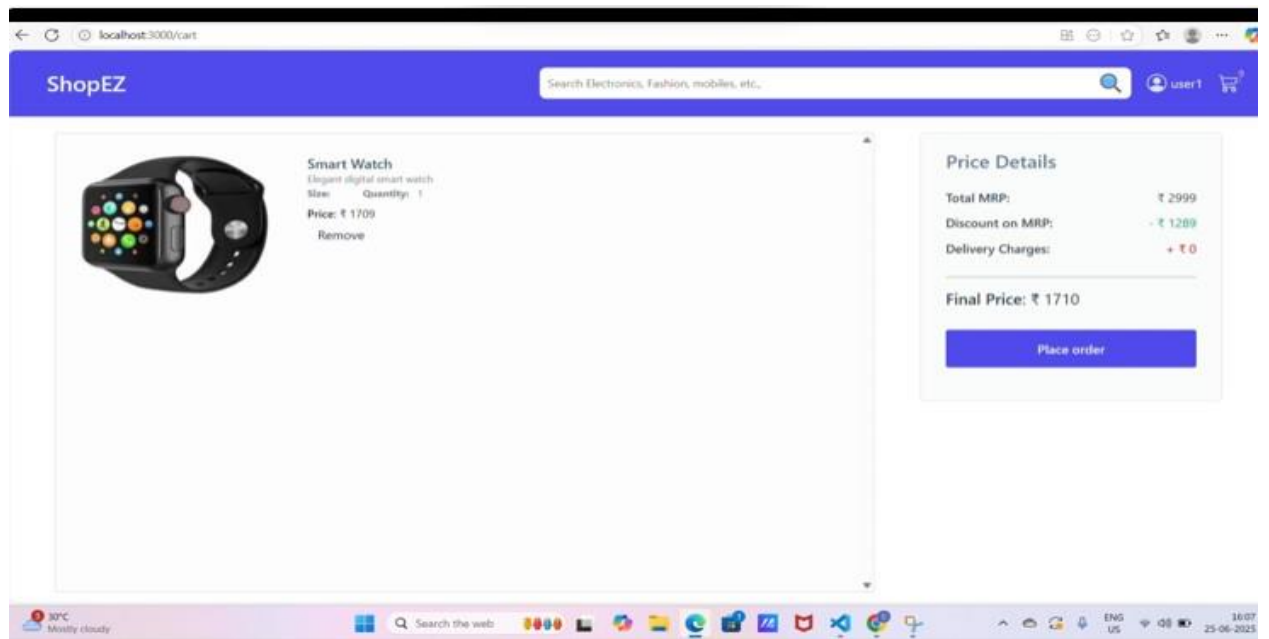 localhost:3000/cart
ShopEZ
Search Electronics, Fashion, mobiles, etc.,
user1
Smart Watch
Elegant digital smart watch
Size: Quantity: 1
Price: ₹ 1709
Remove
Price Details
Total MRP: ₹ 2999
Discount on MRP: - ₹ 1289
Delivery Charges: + ₹ 0
Final Price: ₹ 1710
Place order
30°C
Mostly cloudy
Search the web
ENG
US
16:07
25-06-2025